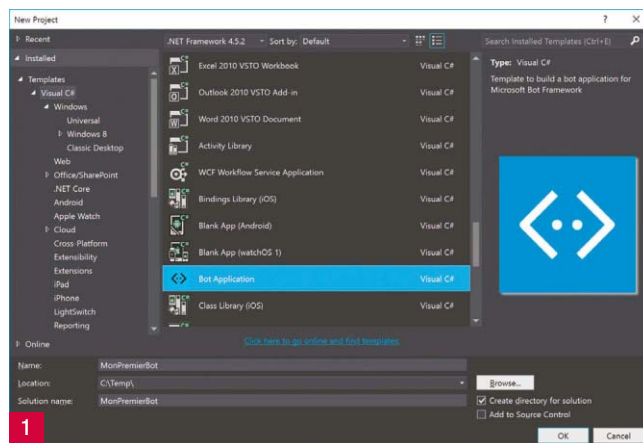 New Project
? ×
Recent
.NET Framework 4.5.2 Sort by: Default
Search Installed Templates (Ctrl+E)
Installed
Templates
Visual C#
Windows
Universal
Windows 8
Classic Desktop
Web
Office/SharePoint
.NET Core
Android
Apple Watch
Cloud
Cross-Platform
Extensibility
Extensions
iPad
iPhone
LightSwitch
Reporting
Online
Excel 2010 VSTO Workbook Visual C#
Outlook 2010 VSTO Add-in Visual C#
Word 2010 VSTO Document Visual C#
Activity Library Visual C#
WCF Workflow Service Application Visual C#
Bindings Library (iOS) Visual C#
Blank App (Android) Visual C#
Blank App (watchOS 1) Visual C#
Bot Application Visual C#
Class Library (iOS) Visual C#
Click here to go online and find templates.
Type: Visual C#
Template to build a bot application for
Microsoft Bot Framework
Name: MonPremierBot
Location: C:\Temp\
Browse...
Solution name: MonPremierBot
Create directory for solution
Add to Source Control
OK Cancel
1